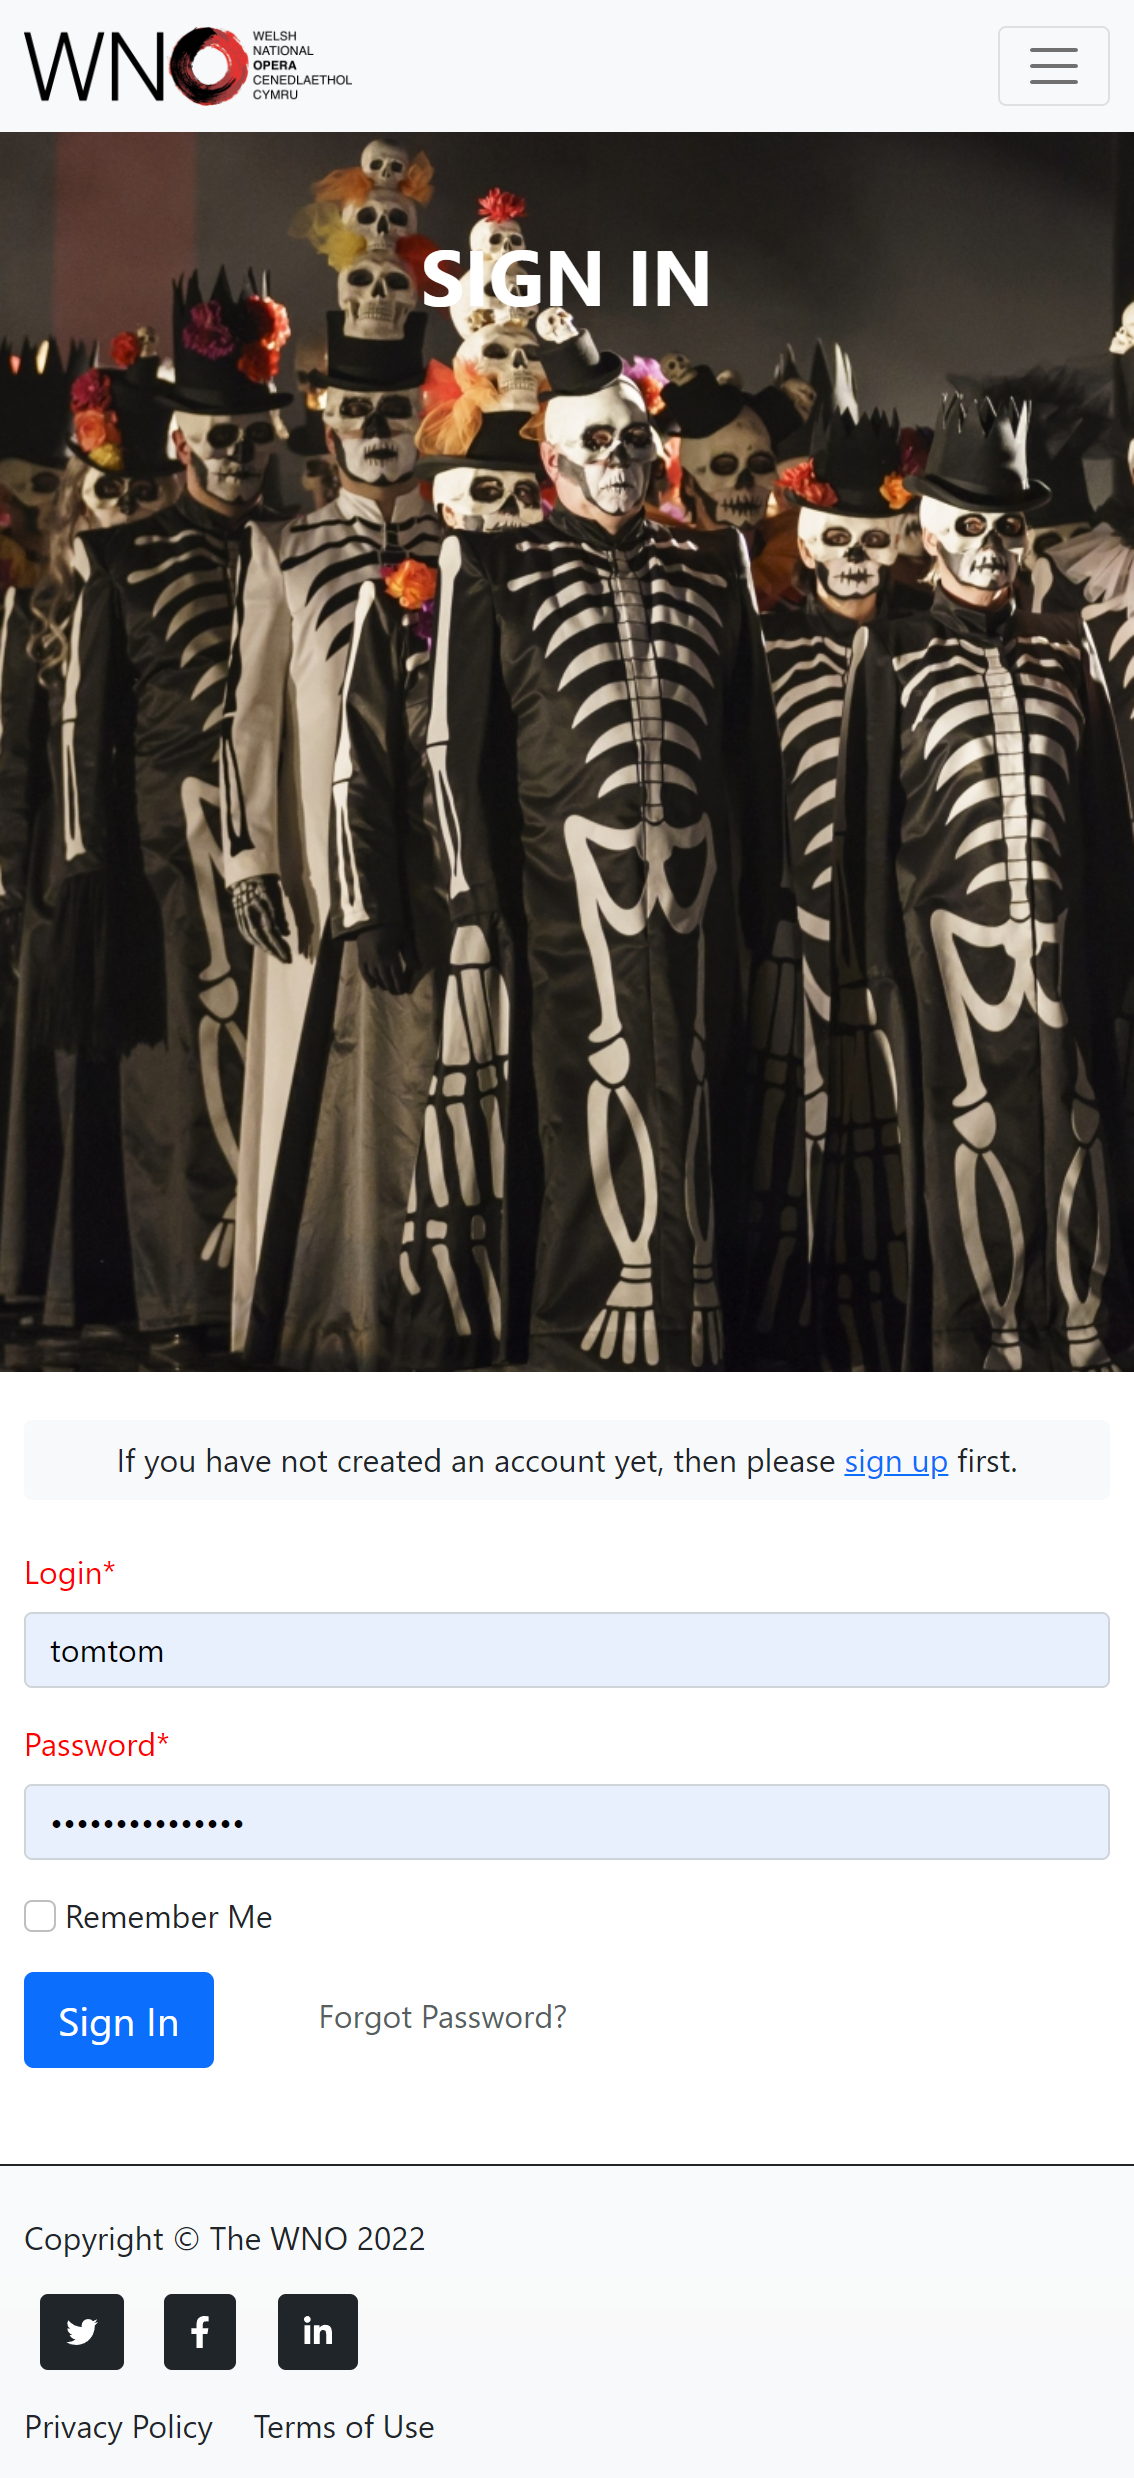 WNO
WELSH
NATIONAL
OPERA
CENEDLAETHOL
CYMRU
SIGN IN
If you have not created an account yet, then please sign up first.
Login*
tomtom
Password*
•••••••••••••••
Remember Me
Sign In
Forgot Password?
Copyright © The WNO 2022
Privacy Policy Terms of Use